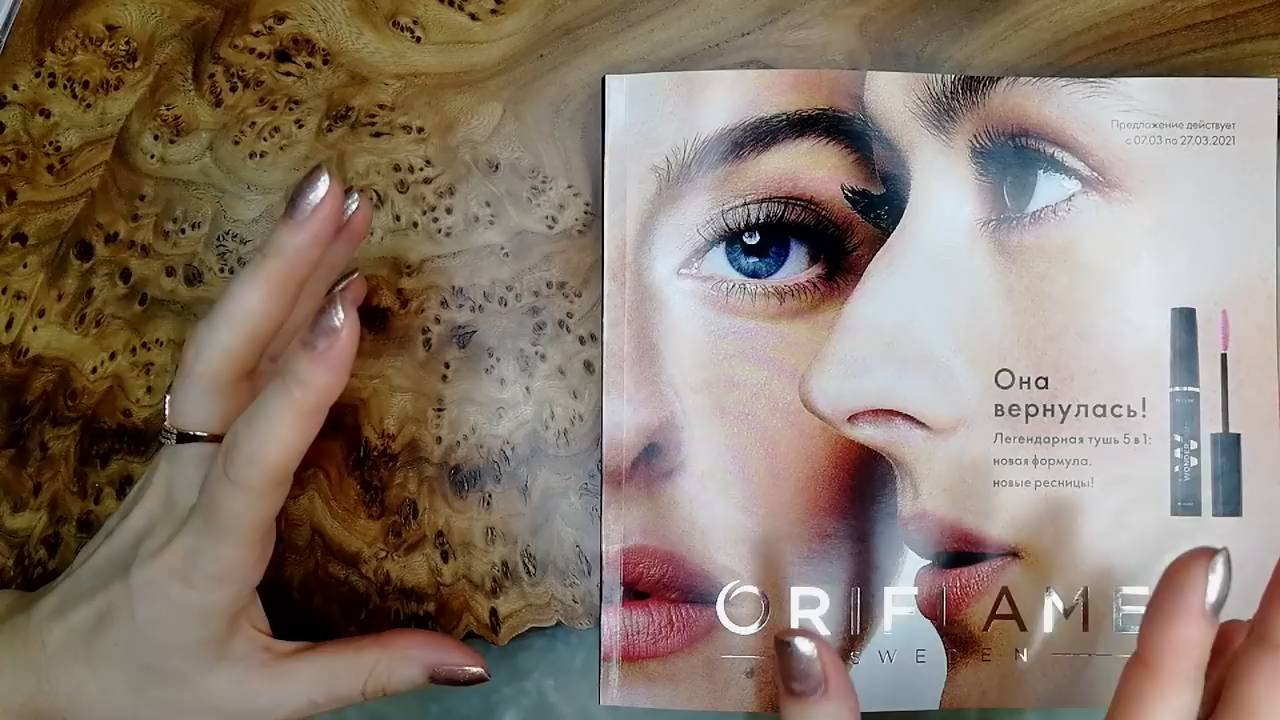 Предложение действует
с 07.03 по 27.03.2021
Она
вернулась!
Легендарная тушь 5 в 1:
новая формула,
новые ресницы!
WONDER
ORIFLAME
SWEDEN